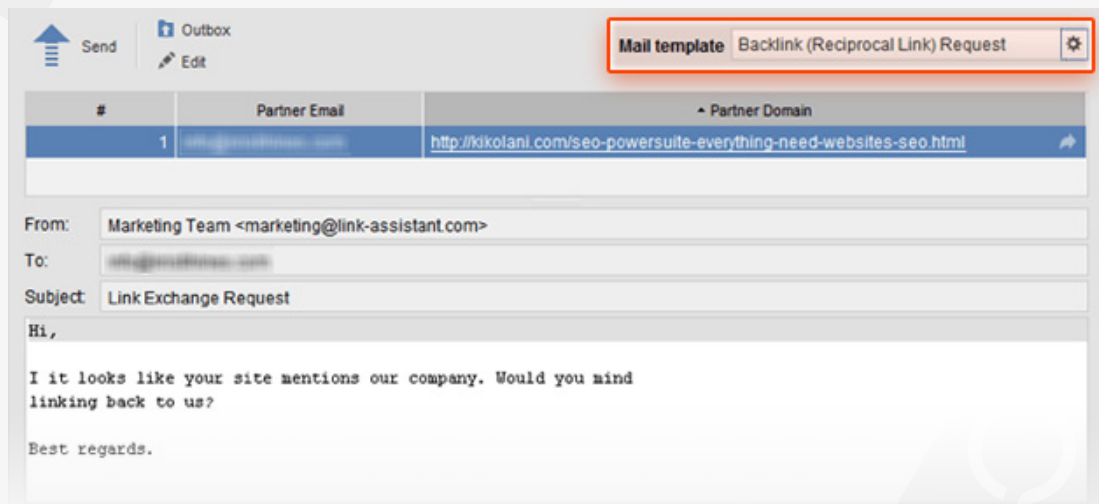 Send
Outbox
Edit
Mail template Backlink (Reciprocal Link) Request
# Partner Email Partner Domain
1 http://kikolani.com/seo-powersuite-everything-need-websites-seo.html
From: Marketing Team <marketing@link-assistant.com>
To:
Subject: Link Exchange Request
Hi,
I it looks like your site mentions our company. Would you mind
linking back to us?
Best regards.